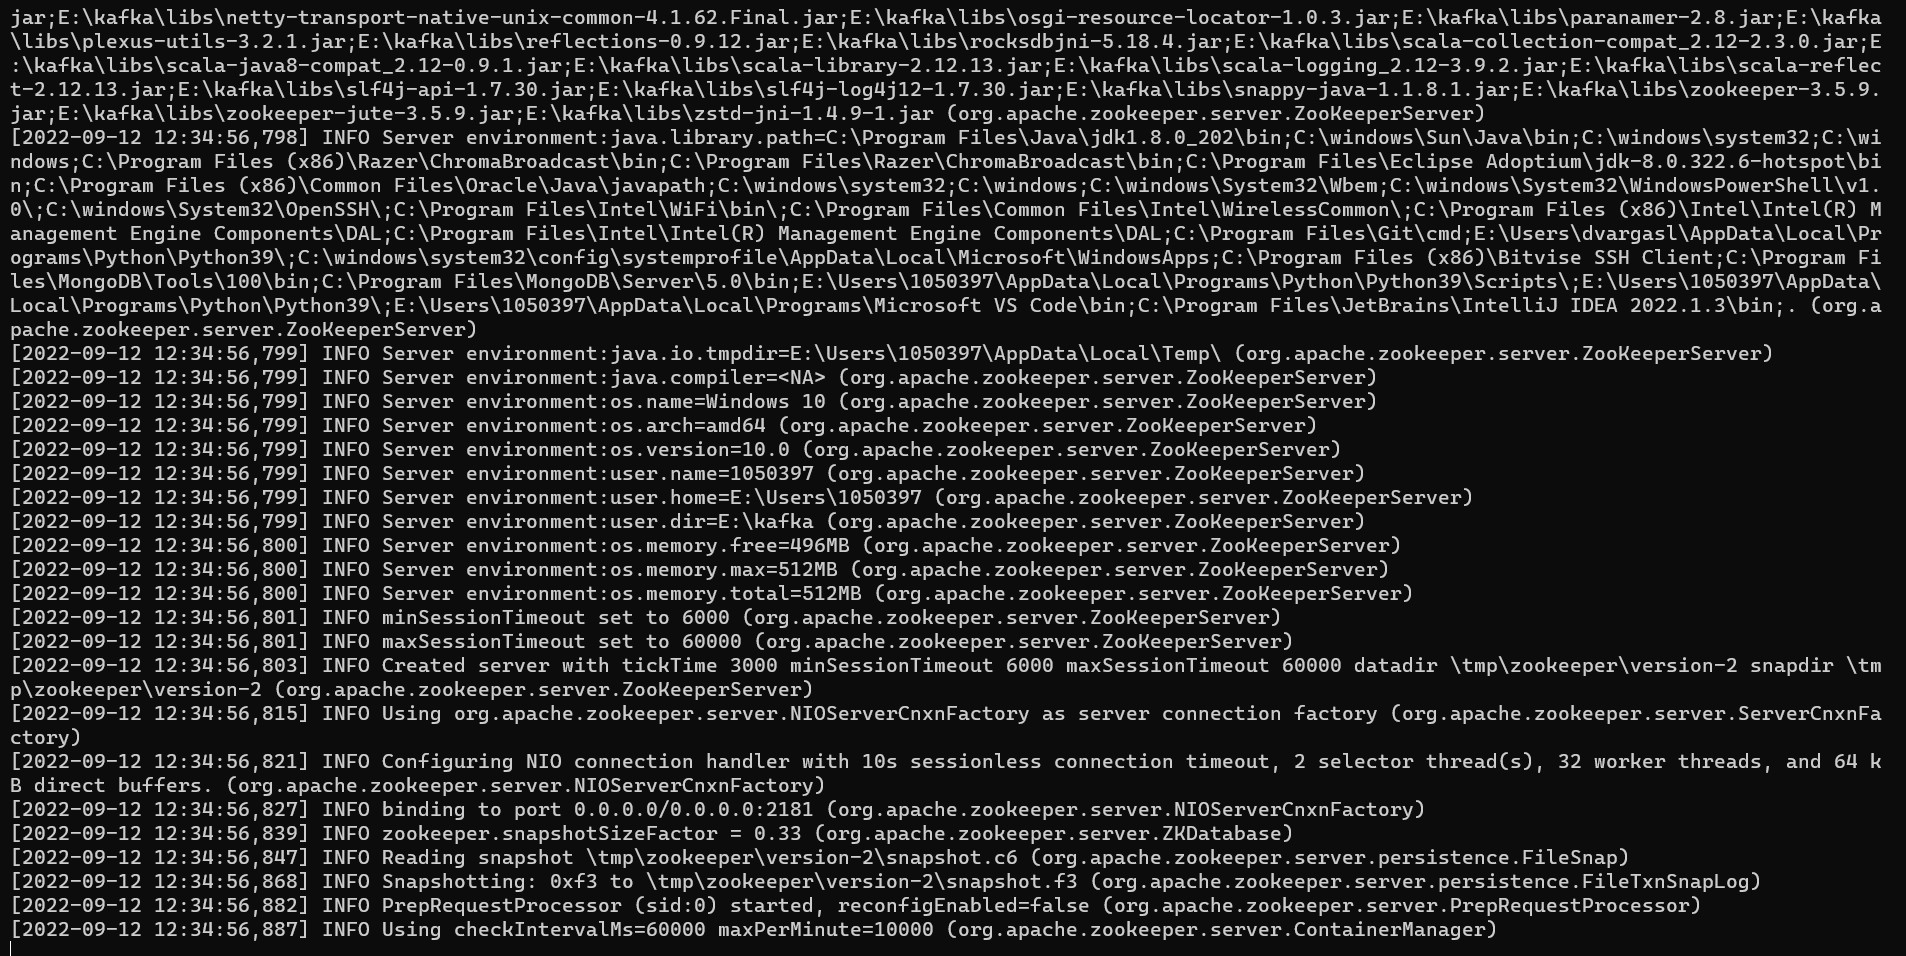 jar;E:\kafka\libs\netty-transport-native-unix-common-4.1.62.Final.jar;E:\kafka\libs\osgi-resource-locator-1.0.3.jar;E:\kafka\libs\paranamer-2.8.jar;E:\kafka
\libs\plexus-utils-3.2.1.jar;E:\kafka\libs\reflections-0.9.12.jar;E:\kafka\libs\rocksdbjni-5.18.4.jar;E:\kafka\libs\scala-collection-compat_2.12-2.3.0.jar;E
:\kafka\libs\scala-java8-compat_2.12-0.9.1.jar;E:\kafka\libs\scala-library-2.12.13.jar;E:\kafka\libs\scala-logging_2.12-3.9.2.jar;E:\kafka\libs\scala-reflec
t-2.12.13.jar;E:\kafka\libs\slf4j-api-1.7.30.jar;E:\kafka\libs\slf4j-log4j12-1.7.30.jar;E:\kafka\libs\snappy-java-1.1.8.1.jar;E:\kafka\libs\zookeeper-3.5.9.
jar;E:\kafka\libs\zookeeper-jute-3.5.9.jar;E:\kafka\libs\zstd-jni-1.4.9-1.jar (org.apache.zookeeper.server.ZooKeeperServer)
[2022-09-12 12:34:56,798] INFO Server environment:java.library.path=C:\Program Files\Java\jdk1.8.0_202\bin;C:\windows\Sun\Java\bin;C:\windows\system32;C:\wi
ndows;C:\Program Files (x86)\Razer\ChromaBroadcast\bin;C:\Program Files\Razer\ChromaBroadcast\bin;C:\Program Files\Eclipse Adoptium\jdk-8.0.322.6-hotspot\bi
n;C:\Program Files (x86)\Common Files\Oracle\Java\javapath;C:\windows\system32;C:\windows;C:\windows\System32\Wbem;C:\windows\System32\WindowsPowerShell\v1.
0\;C:\windows\System32\OpenSSH\;C:\Program Files\Intel\WiFi\bin\;C:\Program Files\Common Files\Intel\WirelessCommon\;C:\Program Files (x86)\Intel\Intel(R) M
anagement Engine Components\DAL;C:\Program Files\Intel\Intel(R) Management Engine Components\DAL;C:\Program Files\Git\cmd;E:\Users\dvargasl\AppData\Local\Pr
ograms\Python\Python39\;C:\windows\system32\config\systemprofile\AppData\Local\Microsoft\WindowsApps;C:\Program Files (x86)\Bitvise SSH Client;C:\Program Fi
les\MongoDB\Tools\100\bin;C:\Program Files\MongoDB\Server\5.0\bin;E:\Users\1050397\AppData\Local\Programs\Python\Python39\Scripts\;E:\Users\1050397\AppData\
Local\Programs\Python\Python39\;E:\Users\1050397\AppData\Local\Programs\Microsoft VS Code\bin;C:\Program Files\JetBrains\IntelliJ IDEA 2022.1.3\bin;. (org.a
pache.zookeeper.server.ZooKeeperServer)
[2022-09-12 12:34:56,799] INFO Server environment:java.io.tmpdir=E:\Users\1050397\AppData\Local\Temp\ (org.apache.zookeeper.server.ZooKeeperServer)
[2022-09-12 12:34:56,799] INFO Server environment:java.compiler=<NA> (org.apache.zookeeper.server.ZooKeeperServer)
[2022-09-12 12:34:56,799] INFO Server environment:os.name=Windows 10 (org.apache.zookeeper.server.ZooKeeperServer)
[2022-09-12 12:34:56,799] INFO Server environment:os.arch=amd64 (org.apache.zookeeper.server.ZooKeeperServer)
[2022-09-12 12:34:56,799] INFO Server environment:os.version=10.0 (org.apache.zookeeper.server.ZooKeeperServer)
[2022-09-12 12:34:56,799] INFO Server environment:user.name=1050397 (org.apache.zookeeper.server.ZooKeeperServer)
[2022-09-12 12:34:56,799] INFO Server environment:user.home=E:\Users\1050397 (org.apache.zookeeper.server.ZooKeeperServer)
[2022-09-12 12:34:56,799] INFO Server environment:user.dir=E:\kafka (org.apache.zookeeper.server.ZooKeeperServer)
[2022-09-12 12:34:56,800] INFO Server environment:os.memory.free=496MB (org.apache.zookeeper.server.ZooKeeperServer)
[2022-09-12 12:34:56,800] INFO Server environment:os.memory.max=512MB (org.apache.zookeeper.server.ZooKeeperServer)
[2022-09-12 12:34:56,800] INFO Server environment:os.memory.total=512MB (org.apache.zookeeper.server.ZooKeeperServer)
[2022-09-12 12:34:56,801] INFO minSessionTimeout set to 6000 (org.apache.zookeeper.server.ZooKeeperServer)
[2022-09-12 12:34:56,801] INFO maxSessionTimeout set to 60000 (org.apache.zookeeper.server.ZooKeeperServer)
[2022-09-12 12:34:56,803] INFO Created server with tickTime 3000 minSessionTimeout 6000 maxSessionTimeout 60000 datadir \tmp\zookeeper\version-2 snapdir \tm
p\zookeeper\version-2 (org.apache.zookeeper.server.ZooKeeperServer)
[2022-09-12 12:34:56,815] INFO Using org.apache.zookeeper.server.NIOServerCnxnFactory as server connection factory (org.apache.zookeeper.server.ServerCnxnFa
ctory)
[2022-09-12 12:34:56,821] INFO Configuring NIO connection handler with 10s sessionless connection timeout, 2 selector thread(s), 32 worker threads, and 64 k
B direct buffers. (org.apache.zookeeper.server.NIOServerCnxnFactory)
[2022-09-12 12:34:56,827] INFO binding to port 0.0.0.0/0.0.0.0:2181 (org.apache.zookeeper.server.NIOServerCnxnFactory)
[2022-09-12 12:34:56,839] INFO zookeeper.snapshotSizeFactor = 0.33 (org.apache.zookeeper.server.ZKDatabase)
[2022-09-12 12:34:56,847] INFO Reading snapshot \tmp\zookeeper\version-2\snapshot.c6 (org.apache.zookeeper.server.persistence.FileSnap)
[2022-09-12 12:34:56,868] INFO Snapshotting: 0xf3 to \tmp\zookeeper\version-2\snapshot.f3 (org.apache.zookeeper.server.persistence.FileTxnSnapLog)
[2022-09-12 12:34:56,882] INFO PrepRequestProcessor (sid:0) started, reconfigEnabled=false (org.apache.zookeeper.server.PrepRequestProcessor)
[2022-09-12 12:34:56,887] INFO Using checkIntervalMs=60000 maxPerMinute=10000 (org.apache.zookeeper.server.ContainerManager)